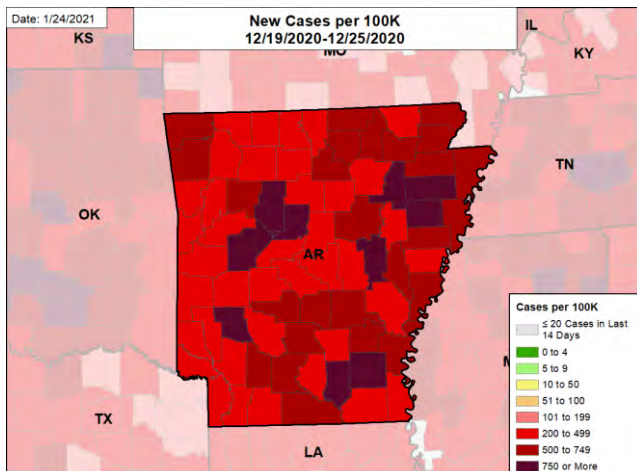 Date: 1/24/2021
New Cases per 100K
12/19/2020-12/25/2020
KS
MO
IL
KY
TN
OK
AR
TX
LA
Cases per 100K
≤ 20 Cases in Last
14 Days
0 to 4
5 to 9
10 to 50
51 to 100
101 to 199
200 to 499
500 to 749
750 or More